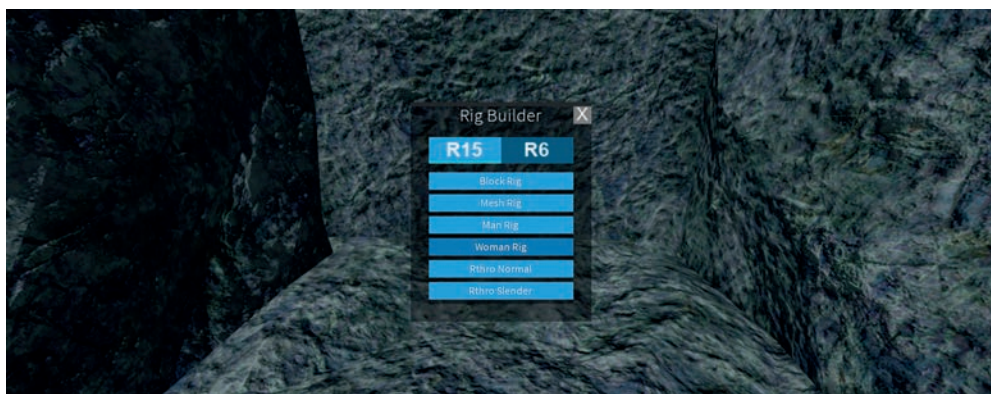 Rig Builder X
R15 R6
Block Rig
Mesh Rig
Man Rig
Woman Rig
Rthro Normal
Rthro Slender